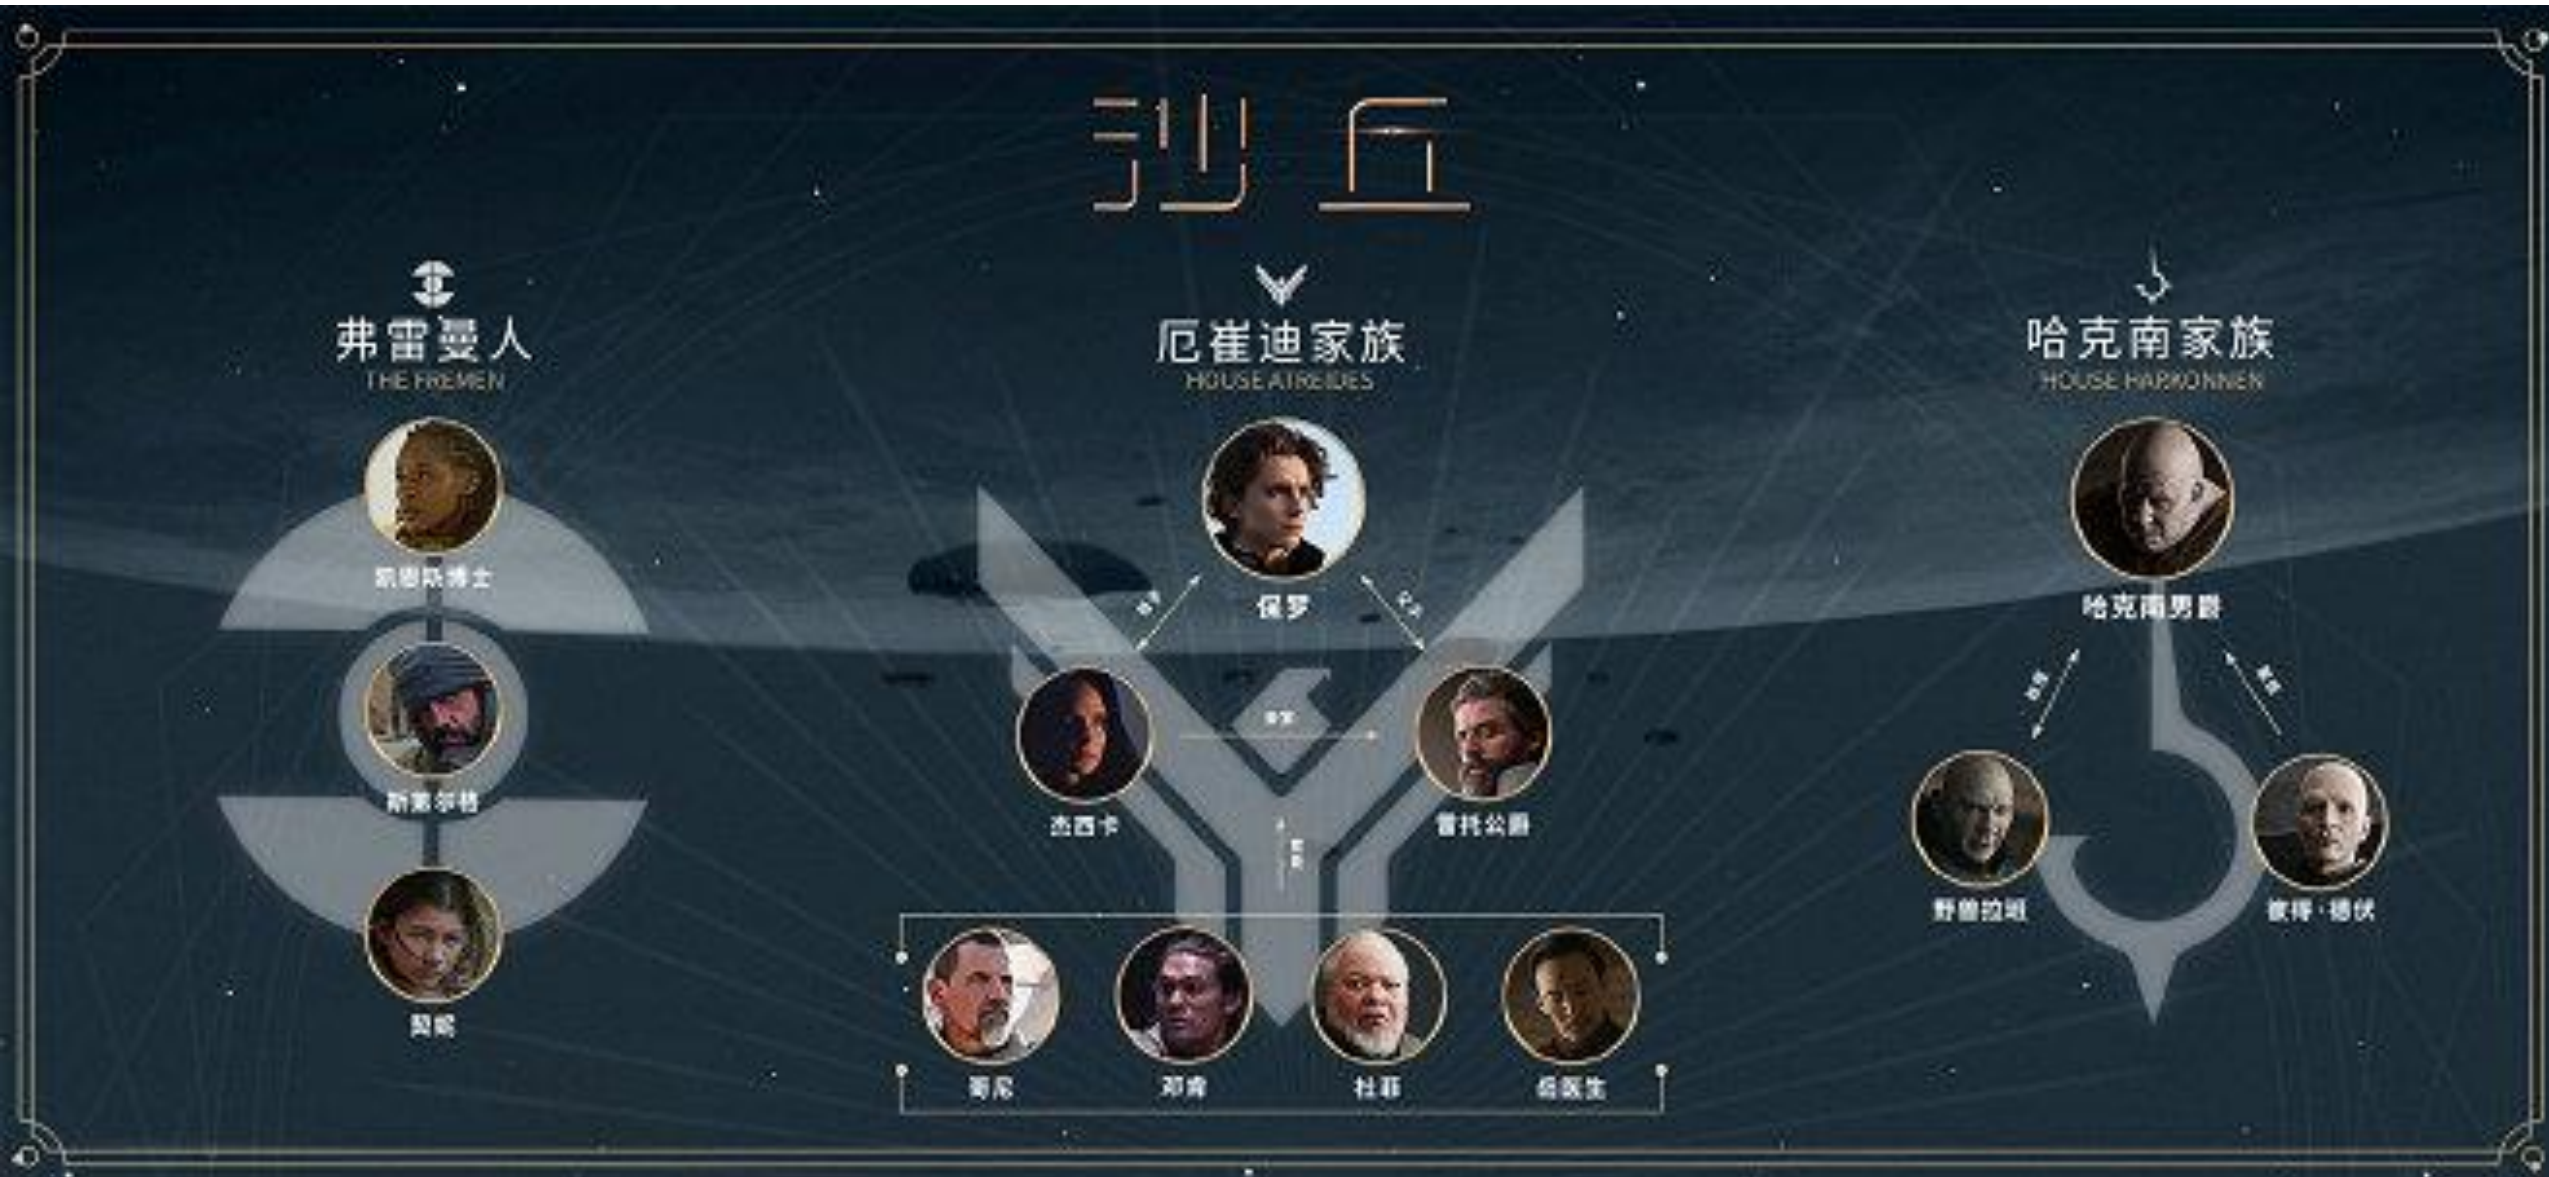 沙丘
弗雷曼人
THE FREMEN
厄崔迪家族
HOUSE ATREIDES
哈克南家族
HOUSE HARKONNEN
凯恩斯博士
保罗
哈克南男爵
斯第尔格
杰西卡
雷托公爵
野兽拉班
彼得·德伏
契妮
哥尼
邓肯
杜菲
岳医生